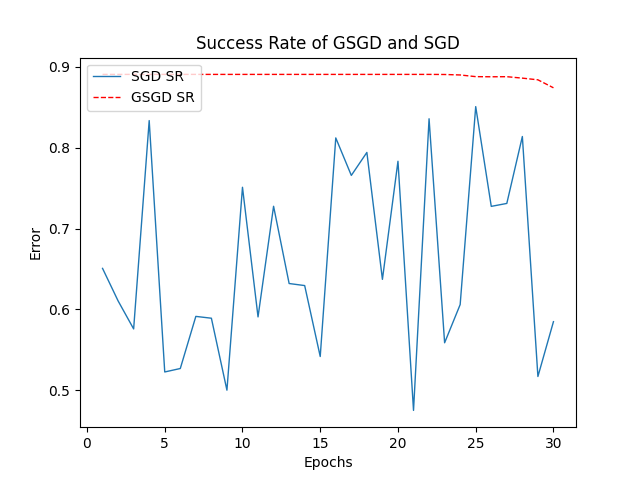 Success Rate of GSGD and SGD
SGD SR
GSGD SR
Error
0.9
0.8
0.7
0.6
0.5
0 5 10 15 20 25 30
Epochs